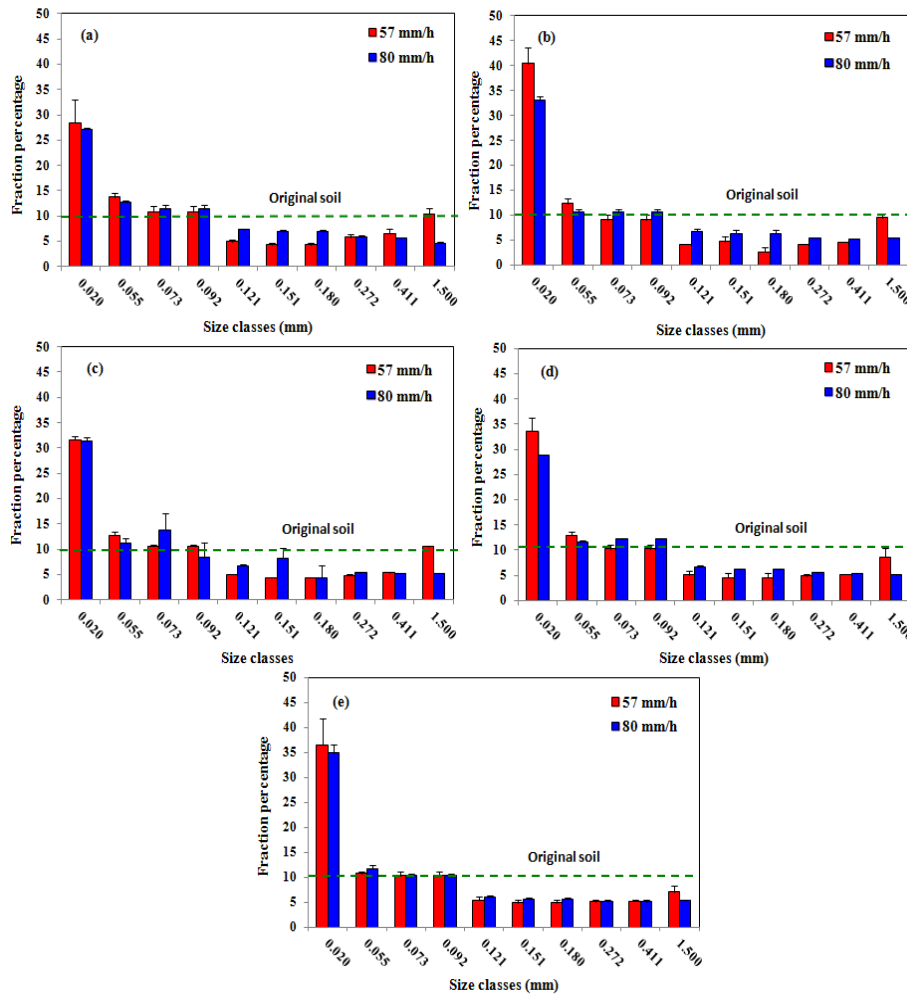 (a)
57 mm/h
80 mm/h
Fraction percentage
50
45
40
35
30
25
20
15
10
5
0
Original soil
0.020 0.055 0.073 0.092 0.121 0.151 0.180 0.272 0.411 1.500
Size classes (mm)
(b)
57 mm/h
80 mm/h
Fraction percentage
50
45
40
35
30
25
20
15
10
5
0
Original soil
0.020 0.055 0.073 0.092 0.121 0.151 0.180 0.272 0.411 1.500
Size classes (mm)
(c)
57 mm/h
80 mm/h
Fraction percentage
50
45
40
35
30
25
20
15
10
5
0
Original soil
0.020 0.055 0.073 0.092 0.121 0.151 0.180 0.272 0.411 1.500
Size classes
(d)
57 mm/h
80 mm/h
Fraction percentage
50
45
40
35
30
25
20
15
10
5
0
Original soil
0.020 0.055 0.073 0.092 0.121 0.151 0.180 0.272 0.411 1.500
Size classes (mm)
(e)
57 mm/h
80 mm/h
Fraction percentage
50
45
40
35
30
25
20
15
10
5
0
Original soil
0.020 0.055 0.073 0.092 0.121 0.151 0.180 0.272 0.411 1.500
Size classes (mm)